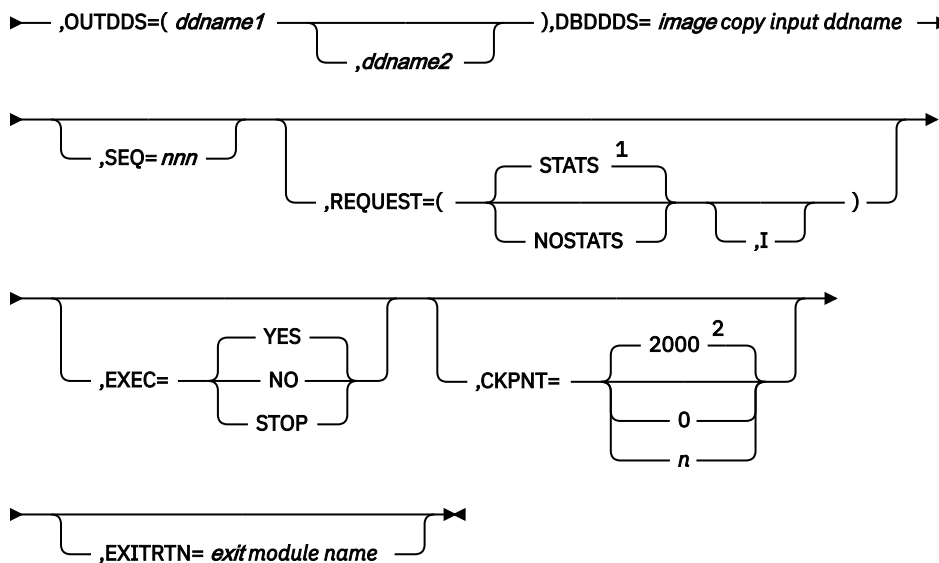 ,OUTDDS=( ddname1 ),DBDDDS= image copy input ddname
,ddname2
,SEQ= nnn
STATS 1
,REQUEST=( )
NOSTATS ,I
YES
,EXEC= NO
STOP
2000 2
,CKPNT=
0
n
,EXITRTN= exit module name